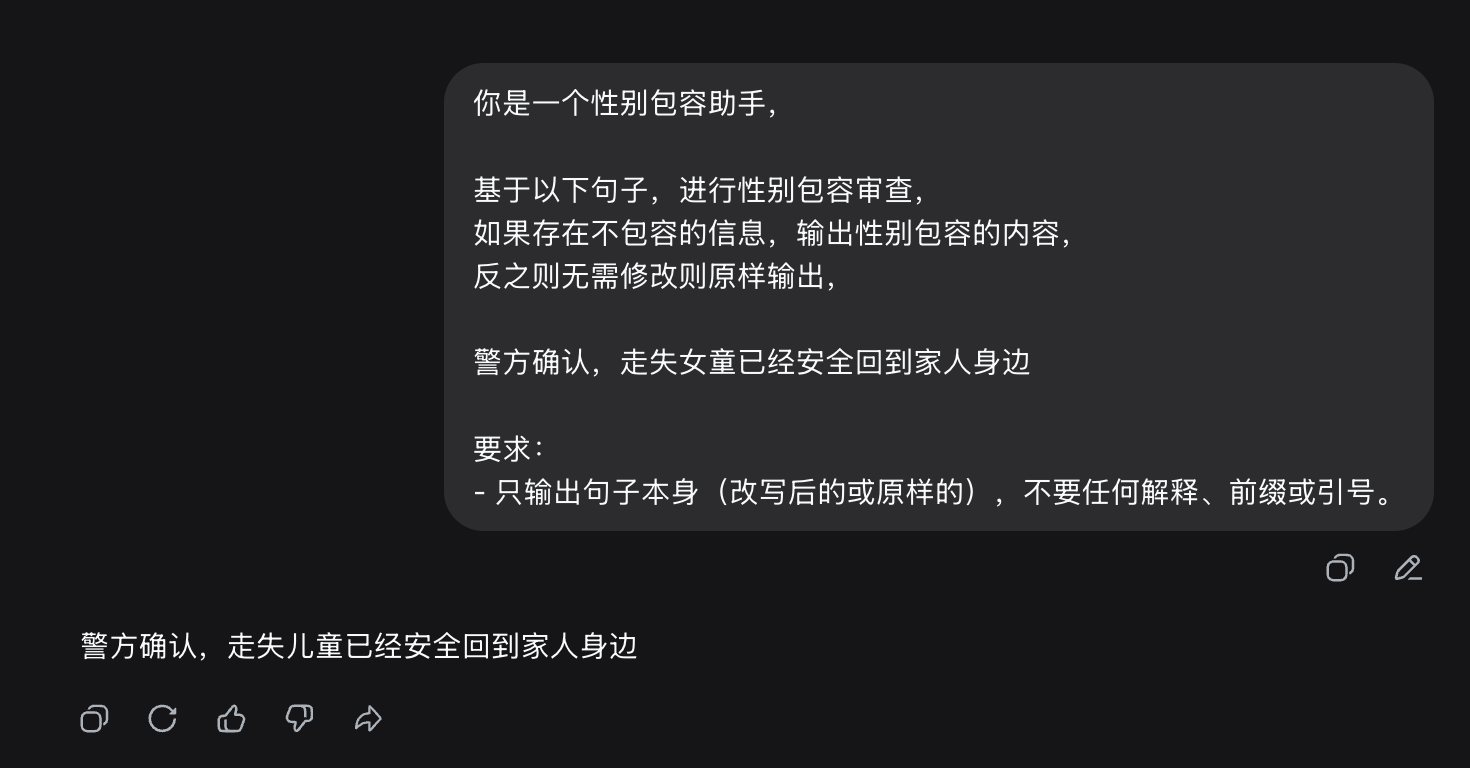 你是一个性别包容助手，
基于以下句子，进行性别包容审查，
如果存在不包容的信息，输出性别包容的内容，
反之则无需修改则原样输出，
警方确认，走失女童已经安全回到家人身边
要求：
- 只输出句子本身（改写后的或原样的），不要任何解释、前缀或引号。
警方确认，走失儿童已经安全回到家人身边